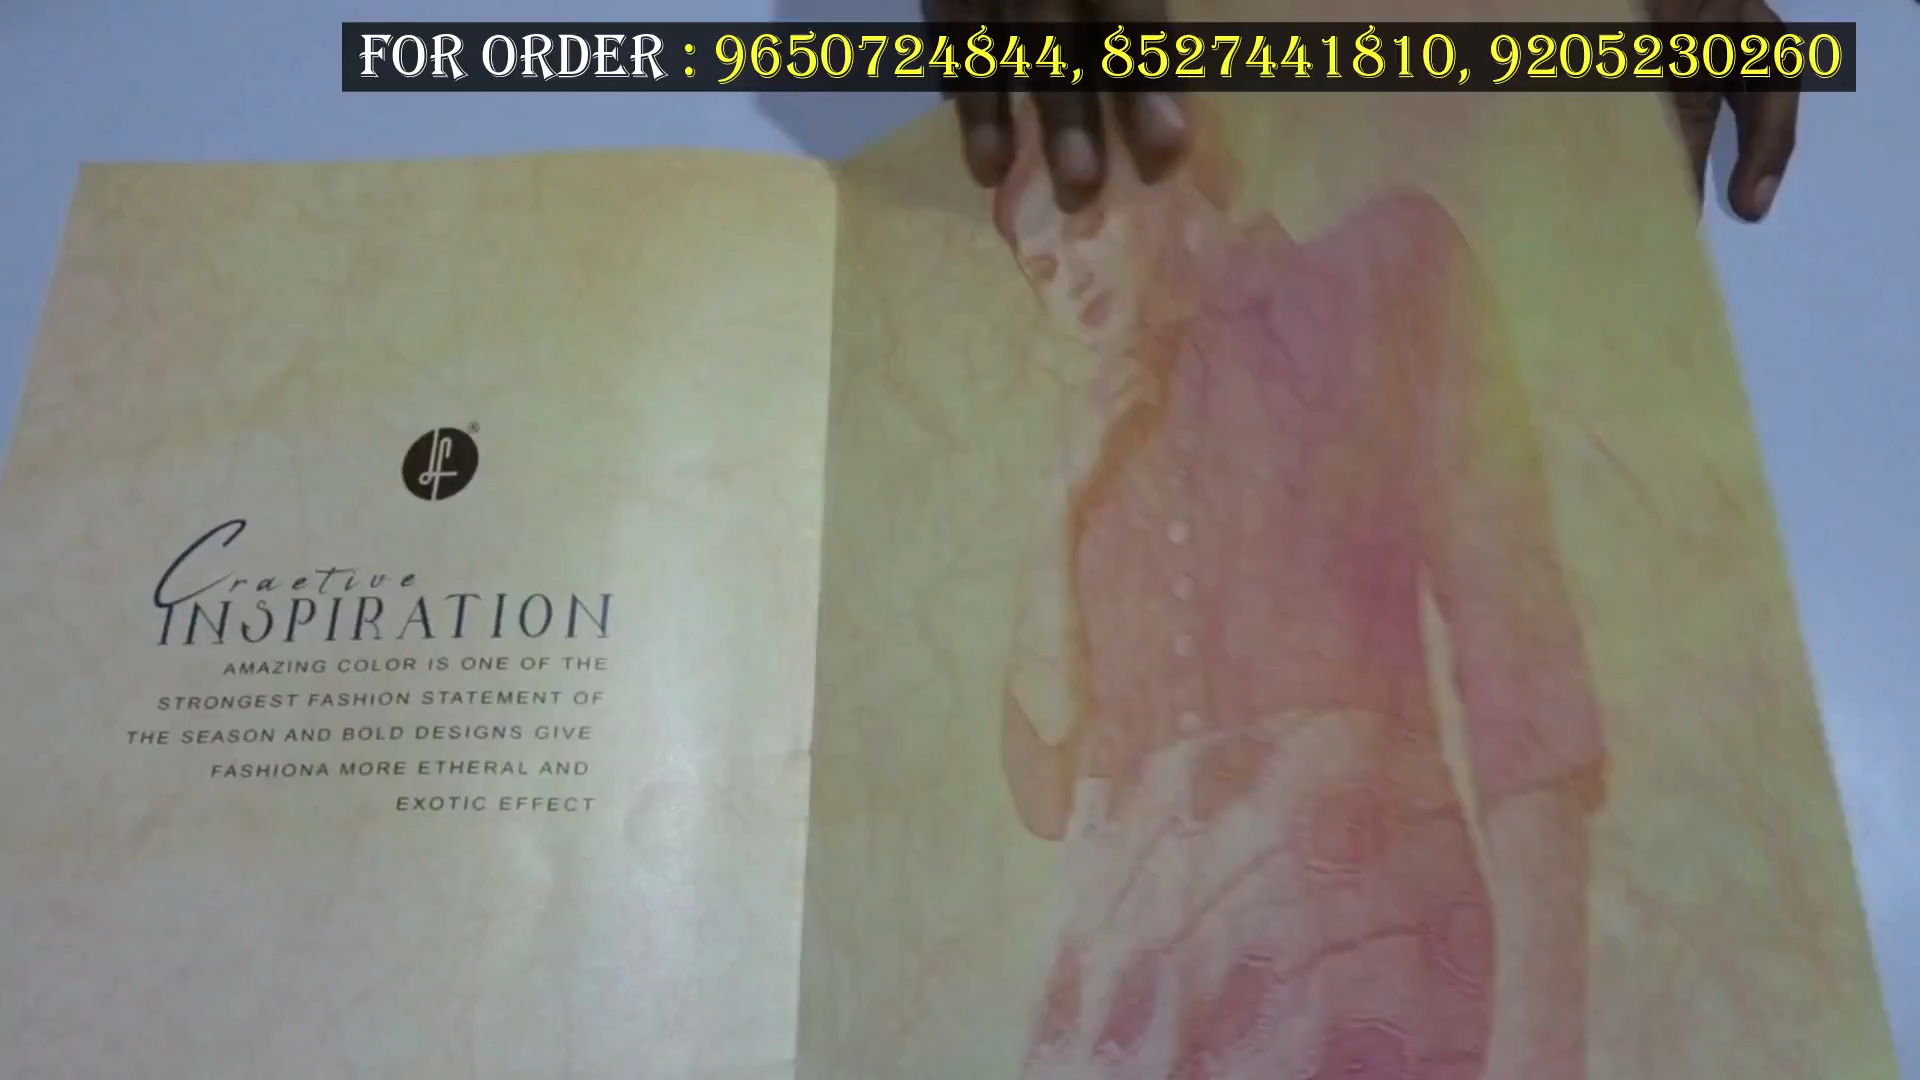 FOR ORDER : 9650724844, 8527441810, 9205230260
lf®
Craetive
INSPIRATION
AMAZING COLOR IS ONE OF THE
STRONGEST FASHION STATEMENT OF
THE SEASON AND BOLD DESIGNS GIVE
FASHIONA MORE ETHERAL AND
EXOTIC EFFECT